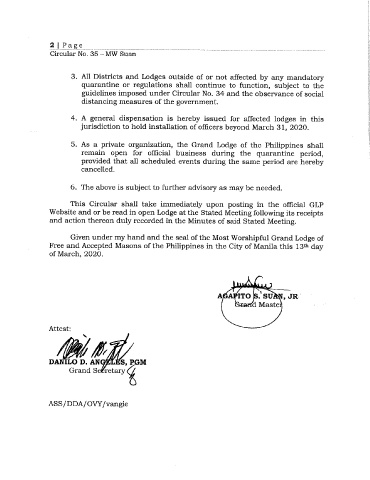 2 | Page
Circular No. 35 – MW Suan
3. All Districts and Lodges outside of or not affected by any mandatory
quarantine or regulations shall continue to function, subject to the
guidelines imposed under Circular No. 34 and the observance of social
distancing measures of the government.
4. A general dispensation is hereby issued for affected lodges in this
jurisdiction to hold installation of officers beyond March 31, 2020.
5. As a private organization, the Grand Lodge of the Philippines shall
remain open for official business during the quarantine period,
provided that all scheduled events during the same period are hereby
cancelled.
6. The above is subject to further advisory as may be needed.
This Circular shall take immediately upon posting in the official GLP
Website and or be read in open Lodge at the Stated Meeting following its receipts
and action thereon duly recorded in the Minutes of said Stated Meeting.
Given under my hand and the seal of the Most Worshipful Grand Lodge of
Free and Accepted Masons of the Philippines in the City of Manila this 13th day
of March, 2020.
AGAPITO S. SUAN, JR
Grand Master
Attest:
DANILO D. ANGELES, PGM
Grand Secretary
ASS/DDA/OVY/vangie